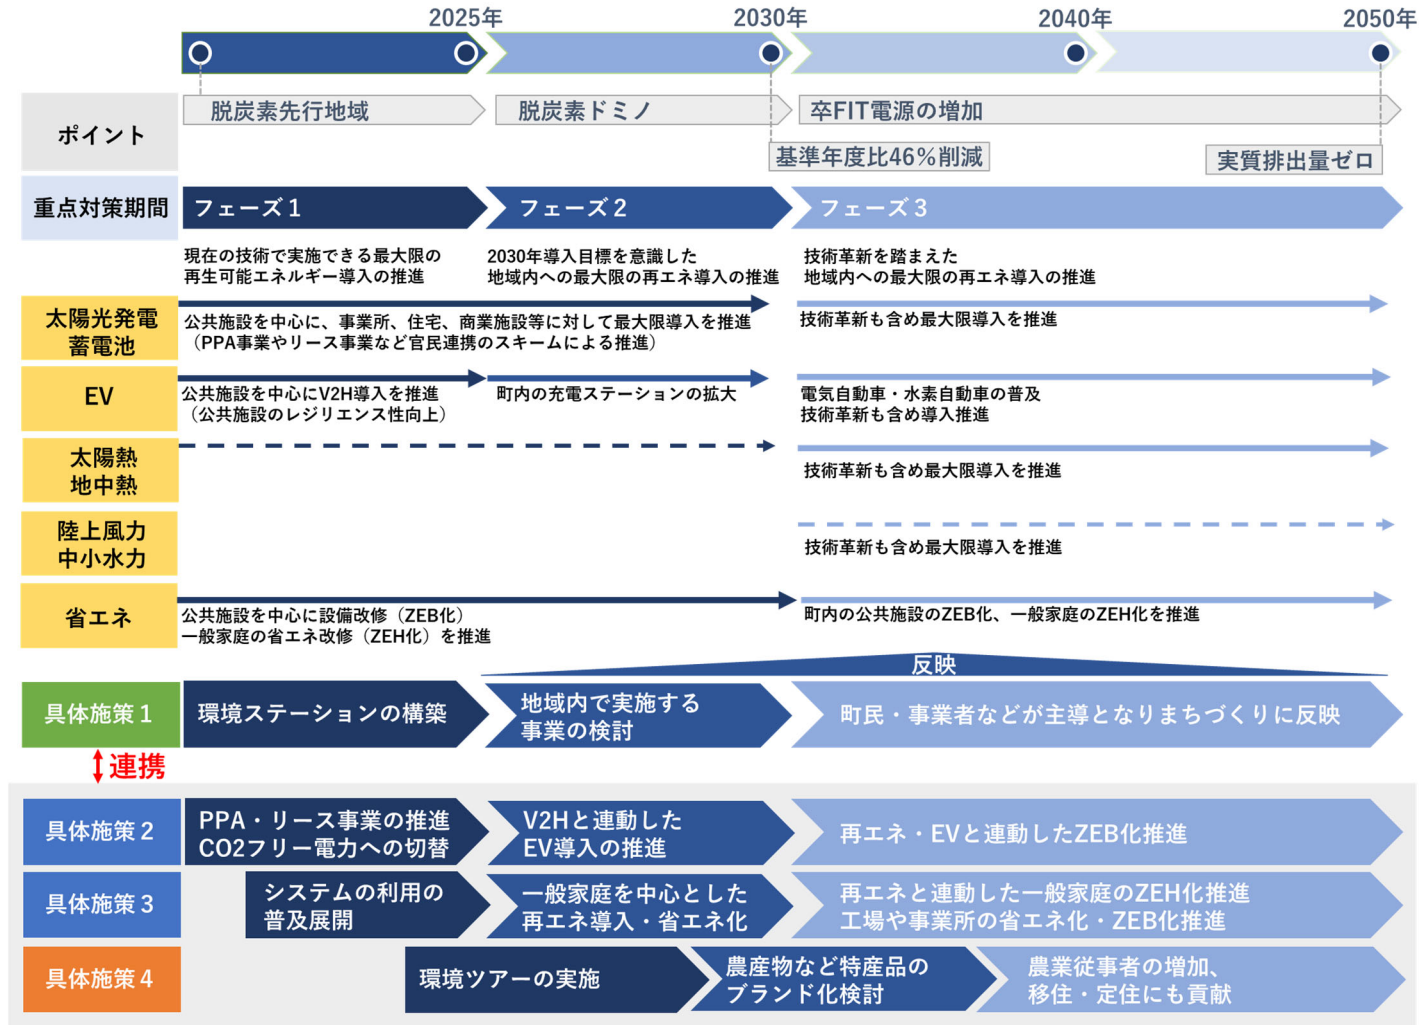 2025年
2030年
2040年
2050年
ポイント
脱炭素先行地域
脱炭素ドミノ
卒FIT電源の増加
基準年度比46%削減
実質排出量ゼロ
重点対策期間
フェーズ1
フェーズ2
フェーズ3
現在の技術で実施できる最大限の
再生可能エネルギー導入の推進
2030年導入目標を意識した
地域内への最大限の再エネ導入の推進
技術革新を踏まえた
地域内への最大限の再エネ導入の推進
太陽光発電
蓄電池
公共施設を中心に、事業所、住宅、商業施設等に対して最大限導入を推進
（PPA事業やリース事業など官民連携のスキームによる推進）
技術革新も含め最大限導入を推進
EV
公共施設を中心にV2H導入を推進
（公共施設のレジリエンス性向上）
町内の充電ステーションの拡大
電気自動車・水素自動車の普及
技術革新も含め導入推進
太陽熱
地中熱
技術革新も含め最大限導入を推進
陸上風力
中小水力
技術革新も含め最大限導入を推進
省エネ
公共施設を中心に設備改修（ZEB化）
一般家庭の省エネ改修（ZEH化）を推進
町内の公共施設のZEB化、一般家庭のZEH化を推進
反映
具体施策1
環境ステーションの構築
地域内で実施する
事業の検討
町民・事業者などが主導となりまちづくりに反映
連携
具体施策2
PPA・リース事業の推進
CO2フリー電力への切替
V2Hと連動した
EV導入の推進
再エネ・EVと連動したZEB化推進
具体施策3
システムの利用の
普及展開
一般家庭を中心とした
再エネ導入・省エネ化
再エネと連動した一般家庭のZEH化推進
工場や事業所の省エネ化・ZEB化推進
具体施策4
環境ツアーの実施
農産物など特産品の
ブランド化検討
農業従事者の増加、
移住・定住にも貢献